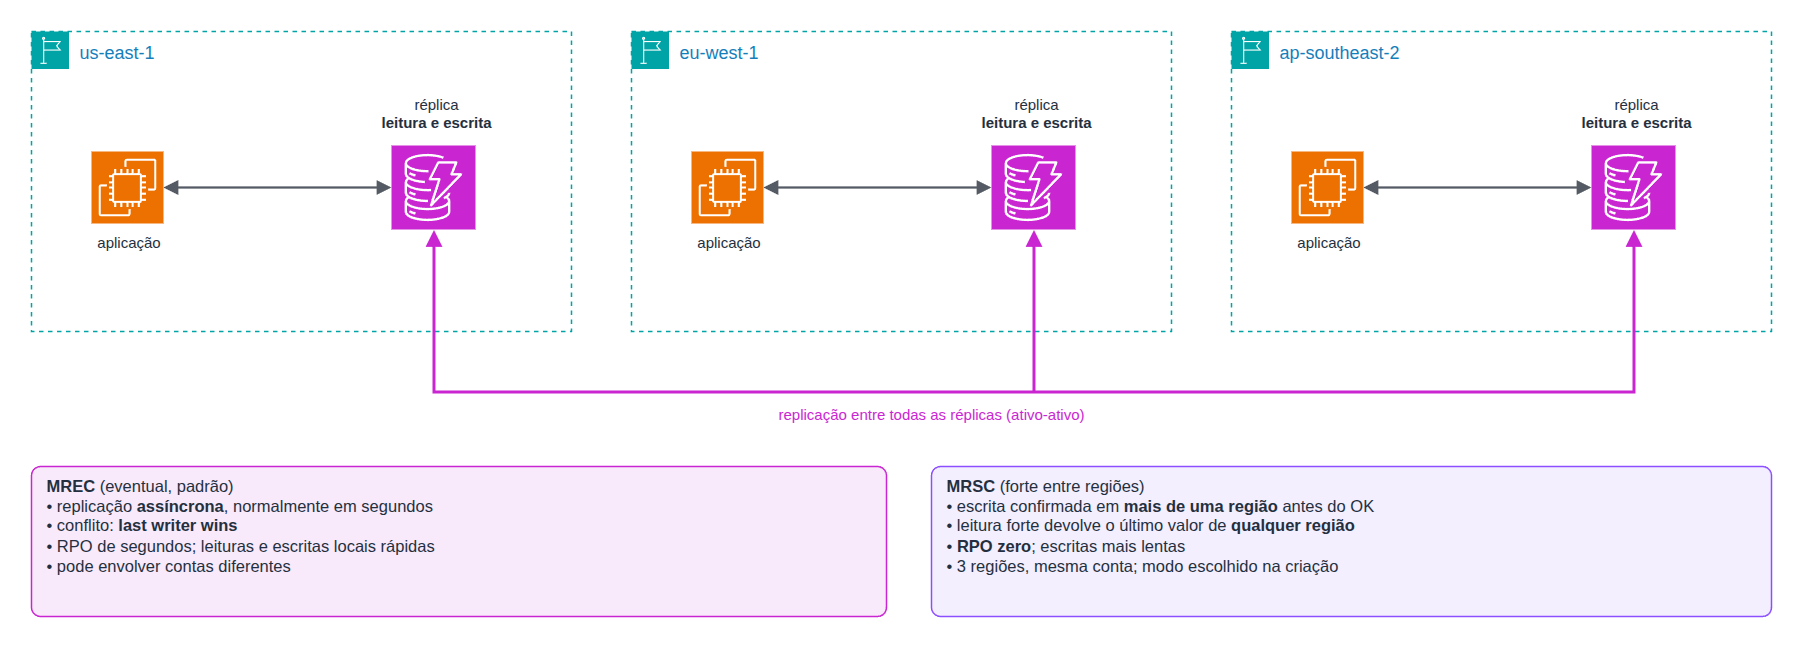 us-east-1
eu-west-1
ap-southeast-2
réplica
leitura e escrita
réplica
leitura e escrita
réplica
leitura e escrita
aplicação
aplicação
aplicação
replicação entre todas as réplicas (ativo-ativo)
MREC (eventual, padrão)
• replicação assíncrona, normalmente em segundos
• conflito: last writer wins
• RPO de segundos; leituras e escritas locais rápidas
• pode envolver contas diferentes
MRSC (forte entre regiões)
• escrita confirmada em mais de uma região antes do OK
• leitura forte devolve o último valor de qualquer região
• RPO zero; escritas mais lentas
• 3 regiões, mesma conta; modo escolhido na criação